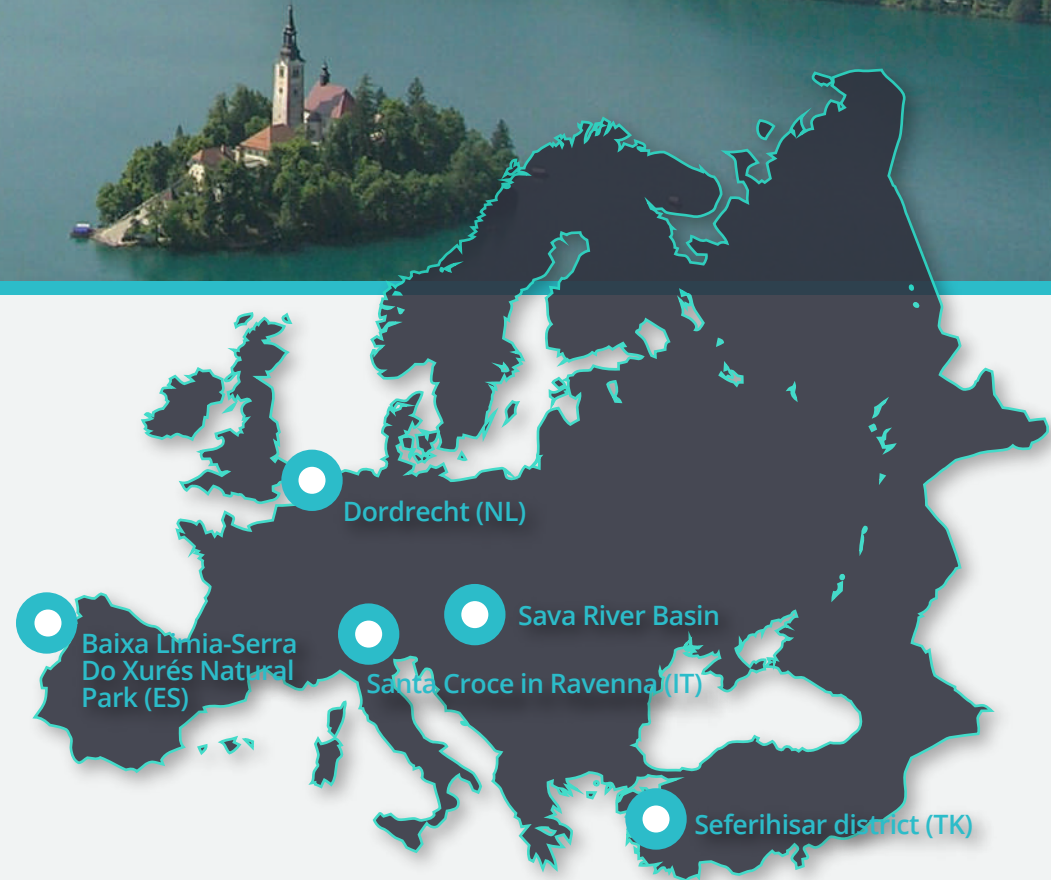 Dordrecht (NL)
Sava River Basin
Baixa Limia-Serra
Do Xurés Natural
Park (ES)
Santa Croce in Ravenna (IT)
Seferihisar district (TK)